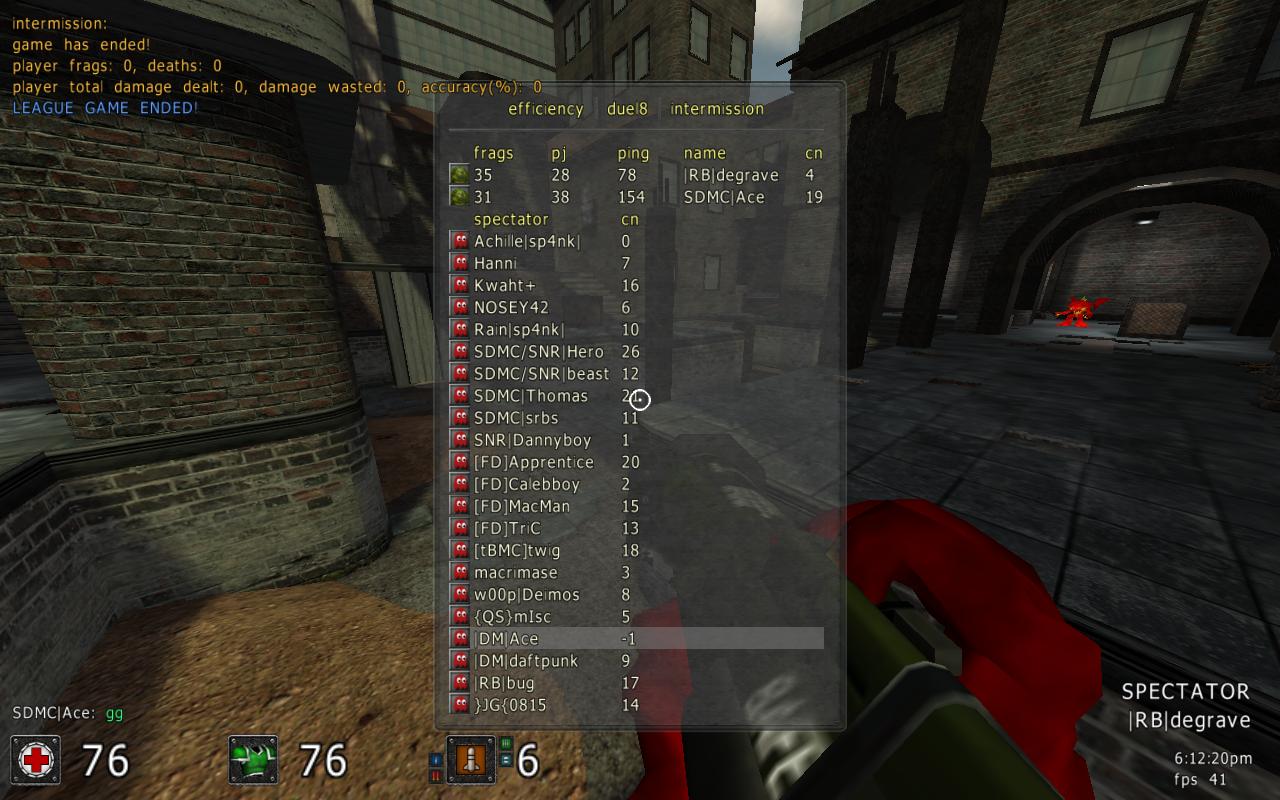 intermission:
game has ended!
player frags: 0, deaths: 0
player total damage dealt: 0, damage wasted: 0, accuracy(%): 0
LEAGUE GAME ENDED!
efficiency duel8 intermission
frags pj ping name cn
35 28 78 |RB|degrave 4
31 38 154 SDMC|Ace 19
spectator cn
Achille|sp4nk| 0
Hanni 7
Kwaht+ 16
NOSEY42 6
Rain|sp4nk| 10
SDMC/SNR|Hero 26
SDMC/SNR|beast 12
SDMC|Thomas
SDMC|srbs 11
SNR|Dannyboy 1
[FD]Apprentice 20
[FD]Calebboy 2
[FD]MacMan 15
[FD]TriC 13
[tBMC]twig 18
macrimase 3
w00p|Deimos 8
{QS}mIsc 5
|DM|Ace -1
|DM|daftpunk 9
|RB|bug 17
}JG{0815 14
SDMC|Ace: gg
76 76 6
SPECTATOR
|RB|degrave
6:12:20pm
fps 41